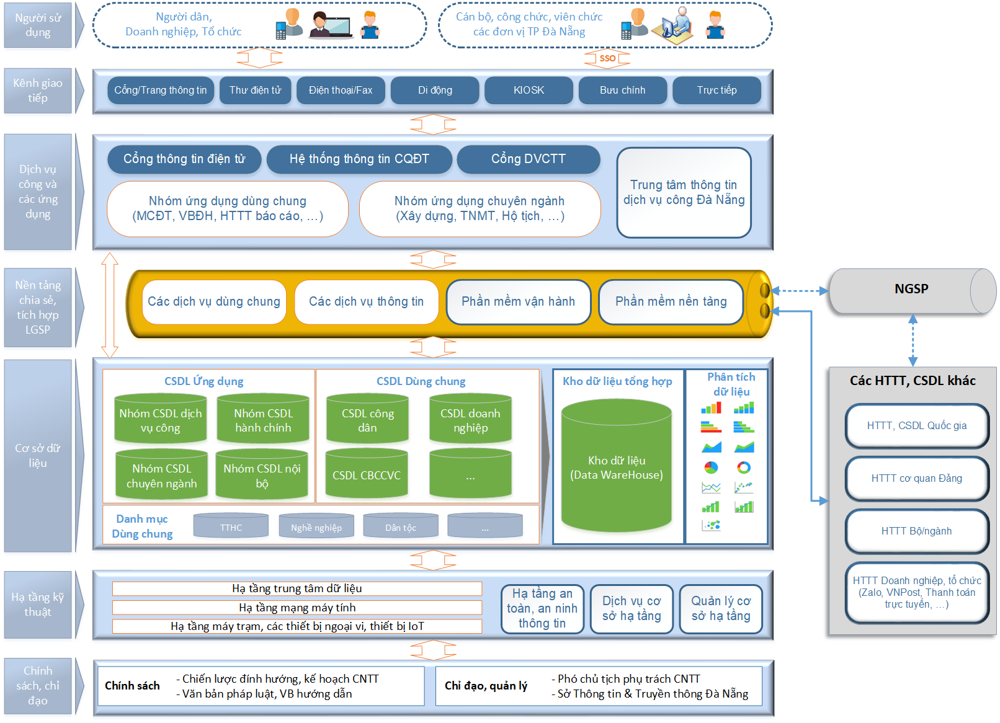 Người sử
dụng
Người dân,
Doanh nghiệp, Tổ chức
Cán bộ, công chức, viên chức
các đơn vị TP Đà Nẵng
SSO
Kênh giao
tiếp
Cổng/Trang thông tin
Thư điện tử
Điện thoại/Fax
Di động
KIOSK
Bưu chính
Trực tiếp
Dịch vụ
công và
các ứng
dụng
Cổng thông tin điện tử
Hệ thống thông tin CQĐT
Cổng DVCTT
Nhóm ứng dụng dùng chung
(MCĐT, VBĐH, HTTT báo cáo, ...)
Nhóm ứng dụng chuyên ngành
(Xây dựng, TNMT, Hộ tịch, ...)
Trung tâm thông tin
dịch vụ công Đà Nẵng
Nền tảng
chia sẻ,
tích hợp
LGSP
Các dịch vụ dùng chung
Các dịch vụ thông tin
Phần mềm vận hành
Phần mềm nền tảng
NGSP
Cơ sở dữ
liệu
CSDL Ứng dụng
Nhóm CSDL dịch
vụ công
Nhóm CSDL
hành chính
Nhóm CSDL
chuyên ngành
Nhóm CSDL nội
bộ
CSDL Dùng chung
CSDL công
dân
CSDL doanh
nghiệp
CSDL CBCCVC
...
Danh mục
Dùng chung
TTHC
Nghề nghiệp
Dân tộc
...
Kho dữ liệu tổng hợp
Kho dữ liệu
(Data WareHouse)
Phân tích
dữ liệu
Các HTTT, CSDL khác
HTTT, CSDL Quốc gia
HTTT cơ quan Đảng
HTTT Bộ/ngành
HTTT Doanh nghiệp, tổ chức
(Zalo, VNPost, Thanh toán
trực tuyến, ...)
Hạ tầng kỹ
thuật
Hạ tầng trung tâm dữ liệu
Hạ tầng mạng máy tính
Hạ tầng máy trạm, các thiết bị ngoại vi, thiết bị IoT
Hạ tầng an
toàn, an ninh
thông tin
Dịch vụ cơ
sở hạ tầng
Quản lý cơ
sở hạ tầng
Chính
sách, chỉ
đạo
Chính sách
- Chiến lược đính hướng, kế hoạch CNTT
- Văn bản pháp luật, VB hướng dẫn
Chỉ đạo, quản lý
- Phó chủ tịch phụ trách CNTT
- Sở Thông tin & Truyền thông Đà Nẵng